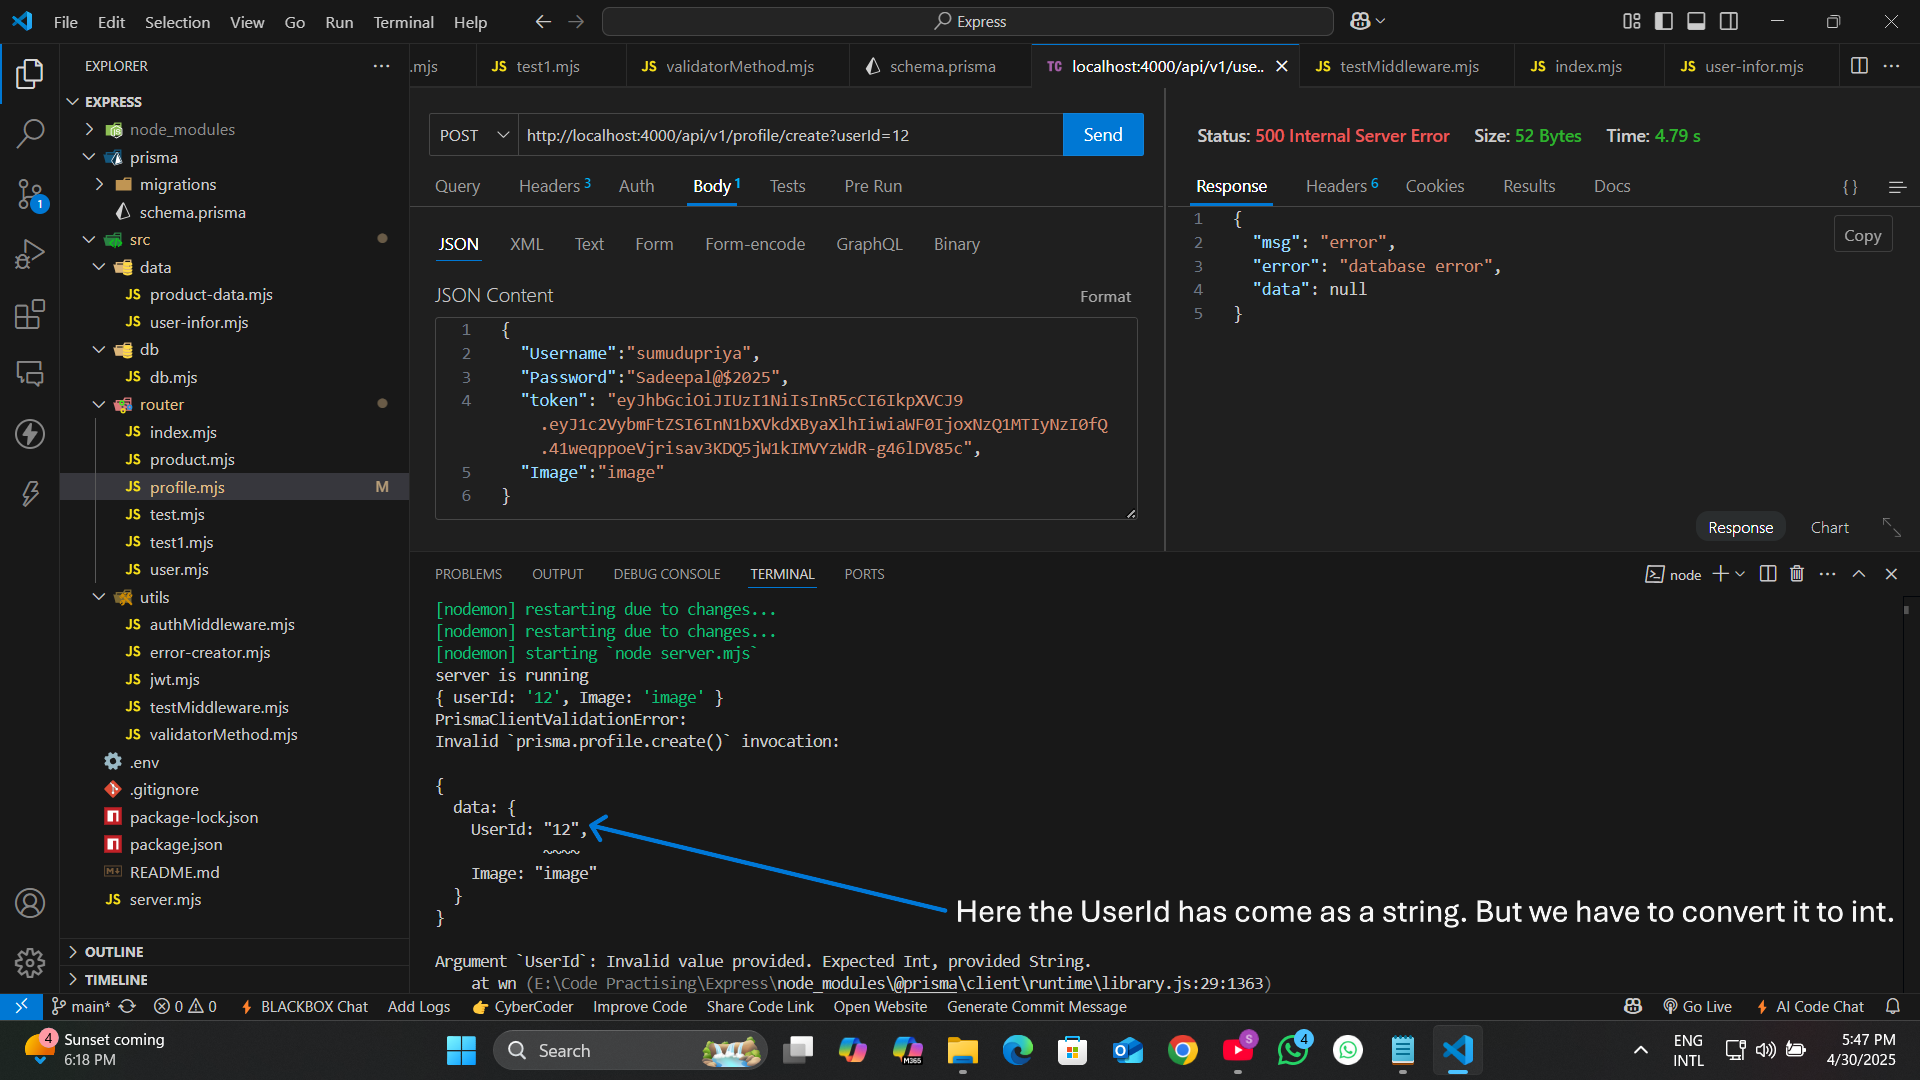 File Edit Selection View Go Run Terminal Help
Express
EXPLORER
.mjs
JS test1.mjs
JS validatorMethod.mjs
schema.prisma
TC localhost:4000/api/v1/use..
JS testMiddleware.mjs
JS index.mjs
JS user-infor.mjs
EXPRESS
node_modules
prisma
migrations
schema.prisma
src
data
JS product-data.mjs
JS user-infor.mjs
db
JS db.mjs
router
JS index.mjs
JS product.mjs
JS profile.mjs M
JS test.mjs
JS test1.mjs
JS user.mjs
utils
JS authMiddleware.mjs
JS error-creator.mjs
JS jwt.mjs
JS testMiddleware.mjs
JS validatorMethod.mjs
.env
.gitignore
package-lock.json
package.json
README.md
JS server.mjs
OUTLINE
TIMELINE
1
POST http://localhost:4000/api/v1/profile/create?userId=12 Send
Query Headers 3 Auth Body 1 Tests Pre Run
JSON XML Text Form Form-encode GraphQL Binary
JSON Content Format
1 {
2 "Username":"sumudupriya",
3 "Password":"Sadeepal@$2025",
4 "token": "eyJhbGciOiJIUzI1NiIsInR5cCI6IkpXVCJ9
.eyJ1c2VybmFtZSI6InN1bXVkdXByaXlhIiwiaWF0IjoxNzQ1MTIyNzI0fQ
.41weqppoeVjrisav3KDQ5jW1kIMVYzWdR-g46lDV85c",
5 "Image":"image"
6 }
Status: 500 Internal Server Error Size: 52 Bytes Time: 4.79 s
Response Headers 6 Cookies Results Docs { }
1 {
2 "msg": "error",
3 "error": "database error",
4 "data": null
5 }
Copy
Response Chart
PROBLEMS OUTPUT DEBUG CONSOLE TERMINAL PORTS
node
[nodemon] restarting due to changes...
[nodemon] restarting due to changes...
[nodemon] starting `node server.mjs`
server is running
{ userId: '12', Image: 'image' }
PrismaClientValidationError:
Invalid `prisma.profile.create()` invocation:
{
data: {
UserId: "12",
~~~~
Image: "image"
}
}
Here the UserId has come as a string. But we have to convert it to int.
Argument `UserId`: Invalid value provided. Expected Int, provided String.
at wn (E:\Code Practising\Express\node_modules\@prisma\client\runtime\library.js:29:1363)
main* 0 0 BLACKBOX Chat Add Logs CyberCoder Improve Code Share Code Link Open Website Generate Commit Message Go Live AI Code Chat
4
Sunset coming
6:18 PM
Search
M365
S
4
ENG
INTL
5:47 PM
4/30/2025